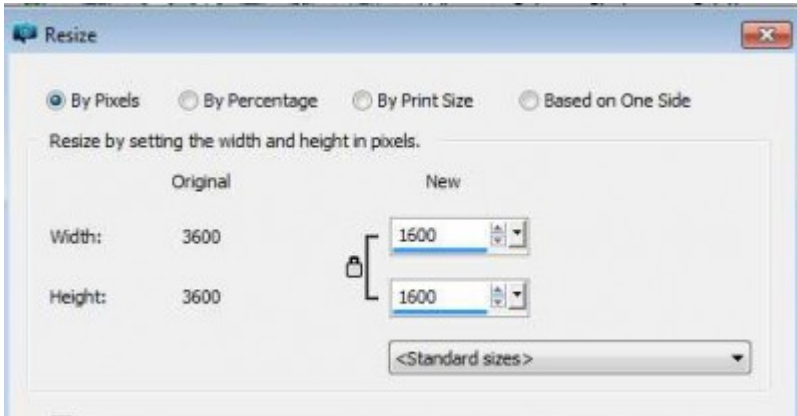 Resize
By Pixels By Percentage By Print Size Based on One Side
Resize by setting the width and height in pixels.
Original New
Width: 3600 1600
Height: 3600 1600
<Standard sizes>